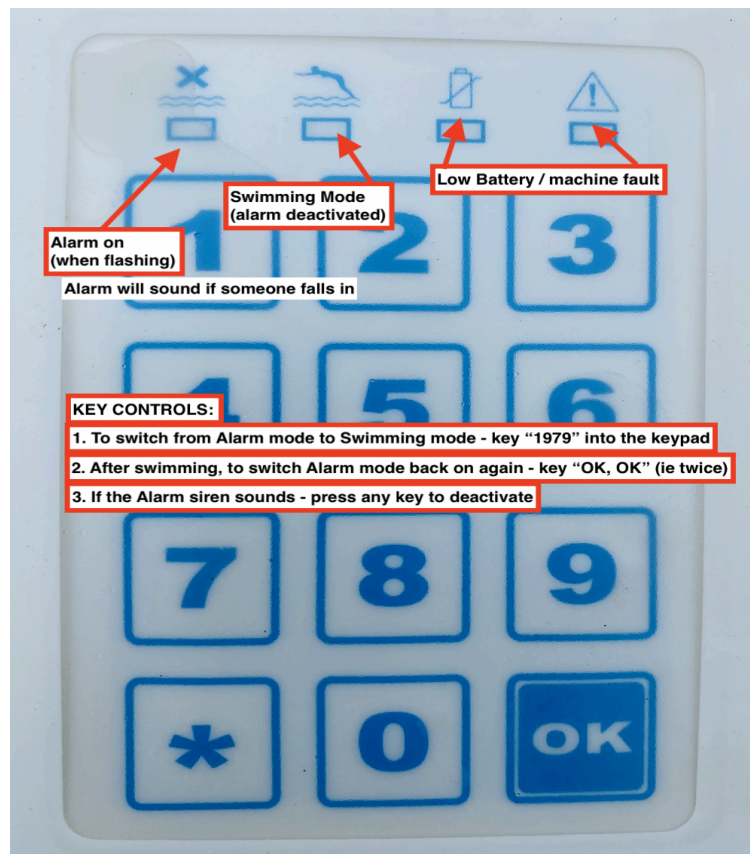 Low Battery / machine fault
Swimming Mode
(alarm deactivated)
Alarm on
(when flashing)
Alarm will sound if someone falls in
1
2
3
4
5
6
KEY CONTROLS:
1. To switch from Alarm mode to Swimming mode - key “1979” into the keypad
2. After swimming, to switch Alarm mode back on again - key “OK, OK” (ie twice)
3. If the Alarm siren sounds - press any key to deactivate
7
8
9
*
0
OK